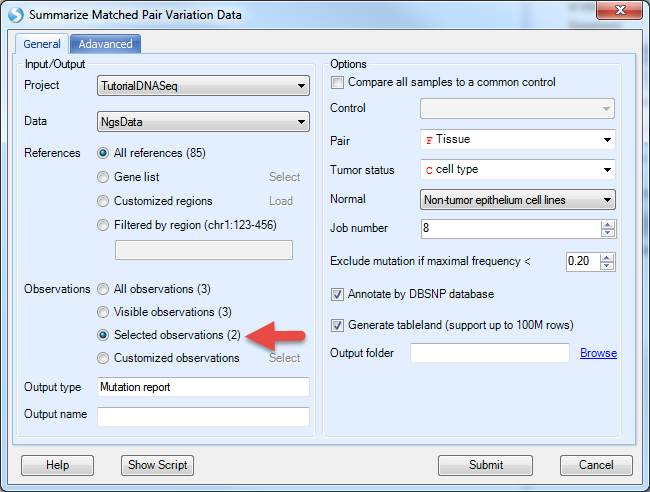 Summarize Matched Pair Variation Data
General Adavanced
Input/Output
Project TutorialDNASeq
Data NgsData
References All references (85)
Gene list Select
Customized regions Load
Filtered by region (chr1:123-456)
Observations All observations (3)
Visible observations (3)
Selected observations (2)
Customized observations Select
Output type Mutation report
Output name
Options
Compare all samples to a common control
Control
Pair F Tissue
Tumor status C cell type
Normal Non-tumor epithelium cell lines
Job number 8
Exclude mutation if maximal frequency < 0.20
Annotate by DBSNP database
Generate tableland (support up to 100M rows)
Output folder Browse
Help Show Script Submit Cancel